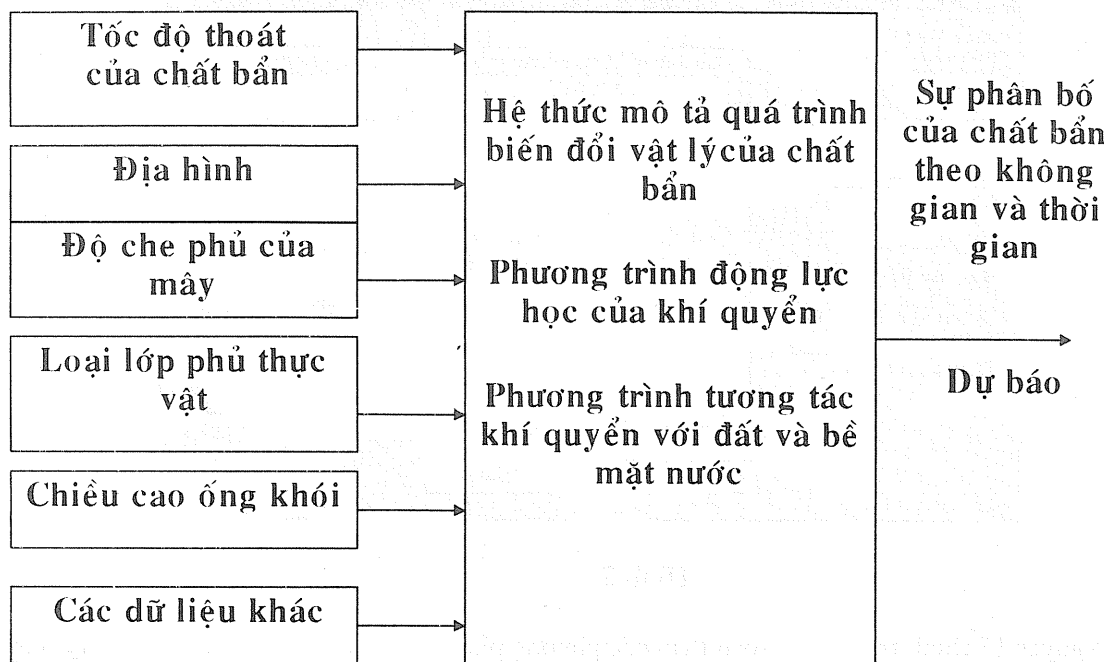 Tốc độ thoát
của chất bẩn
Địa hình
Độ che phủ của
mây
Loại lớp phủ thực
vật
Chiều cao ống khói
Các dữ liệu khác
Hệ thức mô tả quá trình
biến đổi vật lýcủa chất
bẩn
Phương trình động lực
học của khí quyển
Phương trình tương tác
khí quyển với đất và bề
mặt nước
Sự phân bố
của chất bẩn
theo không
gian và thời
gian
Dự báo